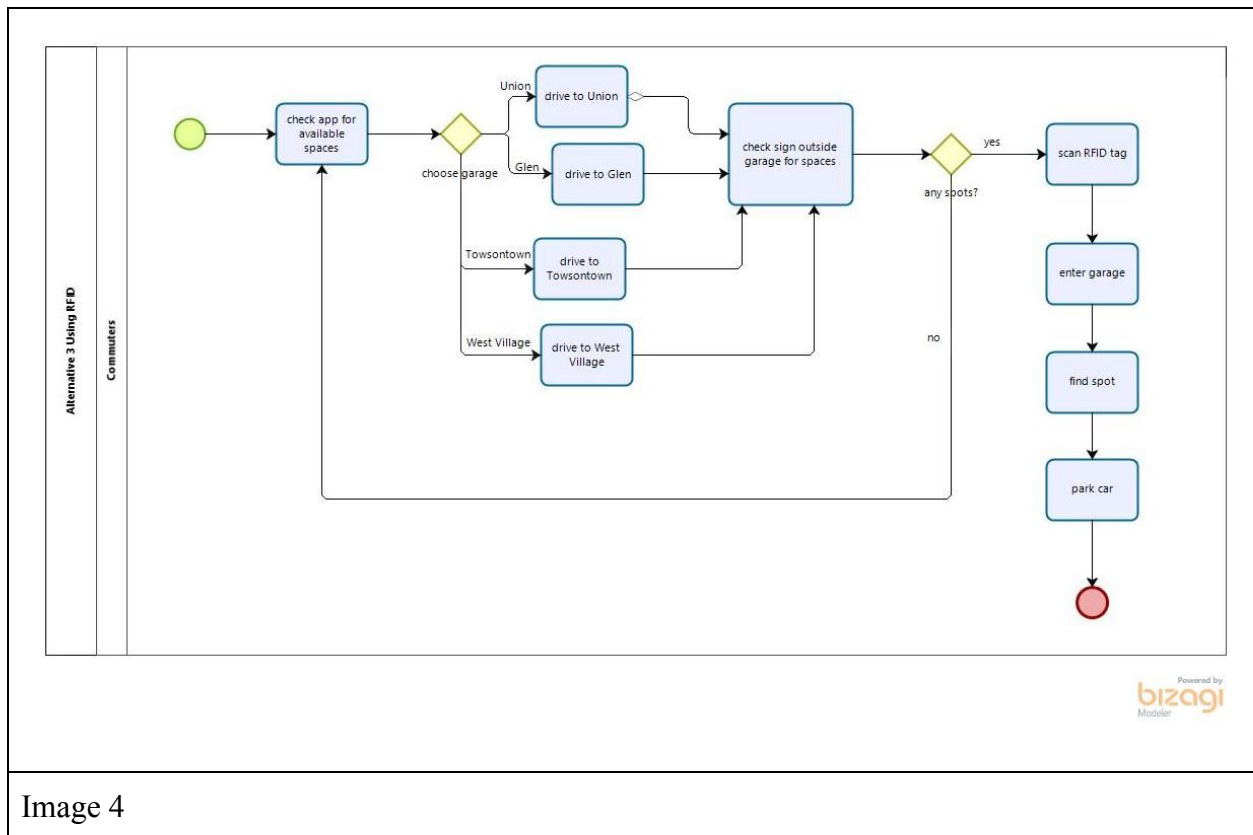 Alternative 3 Using RFID
Commuters
check app for
available
spaces
choose garage
Union
drive to Union
Glen
drive to Glen
Towsontown
drive to
Towsontown
West Village
drive to West
Village
check sign outside
garage for spaces
any spots?
yes
no
scan RFID tag
enter garage
find spot
park car
Powered by
bizagi
Modeler
Image 4